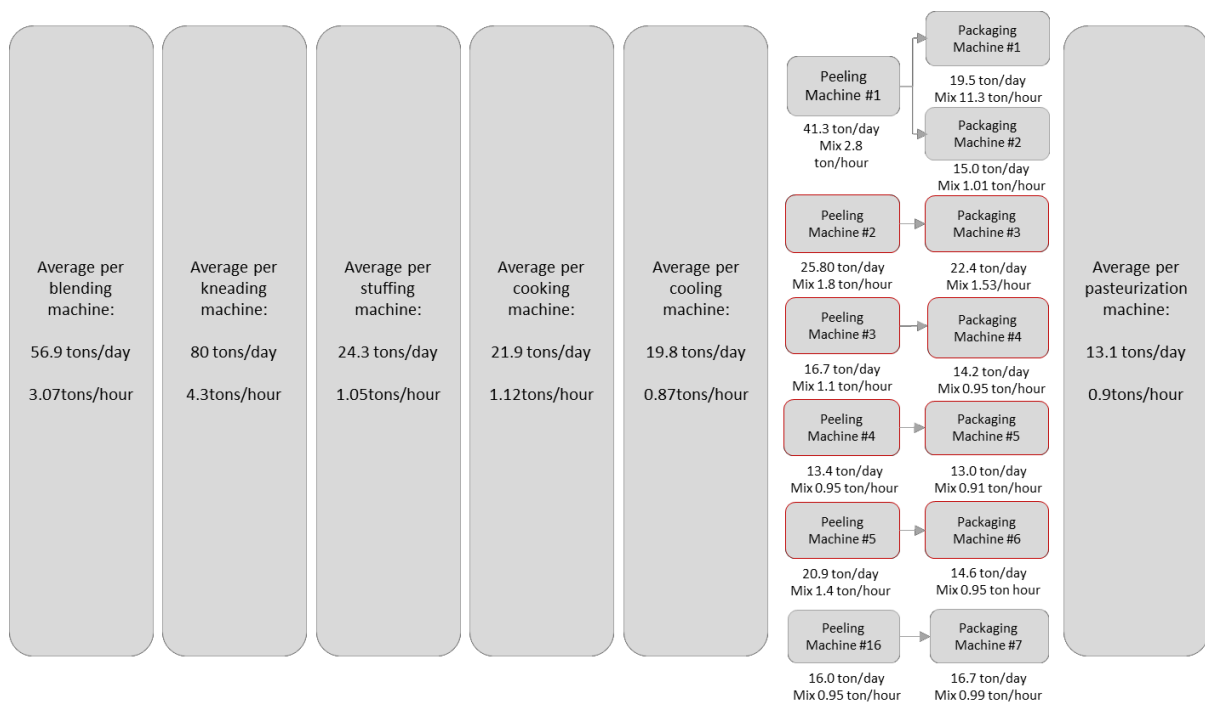 Average per
blending
machine:
56.9 tons/day
3.07tons/hour
Average per
kneading
machine:
80 tons/day
4.3tons/hour
Average per
stuffing
machine:
24.3 tons/day
1.05tons/hour
Average per
cooking
machine:
21.9 tons/day
1.12tons/hour
Average per
cooling
machine:
19.8 tons/day
0.87tons/hour
Peeling
Machine #1
41.3 ton/day
Mix 2.8
ton/hour
Packaging
Machine #1
19.5 ton/day
Mix 11.3 ton/hour
Packaging
Machine #2
15.0 ton/day
Mix 1.01 ton/hour
Peeling
Machine #2
25.80 ton/day
Mix 1.8 ton/hour
Packaging
Machine #3
22.4 ton/day
Mix 1.53/hour
Peeling
Machine #3
16.7 ton/day
Mix 1.1 ton/hour
Packaging
Machine #4
14.2 ton/day
Mix 0.95 ton/hour
Peeling
Machine #4
13.4 ton/day
Mix 0.95 ton/hour
Packaging
Machine #5
13.0 ton/day
Mix 0.91 ton/hour
Peeling
Machine #5
20.9 ton/day
Mix 1.4 ton/hour
Packaging
Machine #6
14.6 ton/day
Mix 0.95 ton hour
Peeling
Machine #16
16.0 ton/day
Mix 0.95 ton/hour
Packaging
Machine #7
16.7 ton/day
Mix 0.99 ton/hour
Average per
pasteurization
machine:
13.1 tons/day
0.9tons/hour